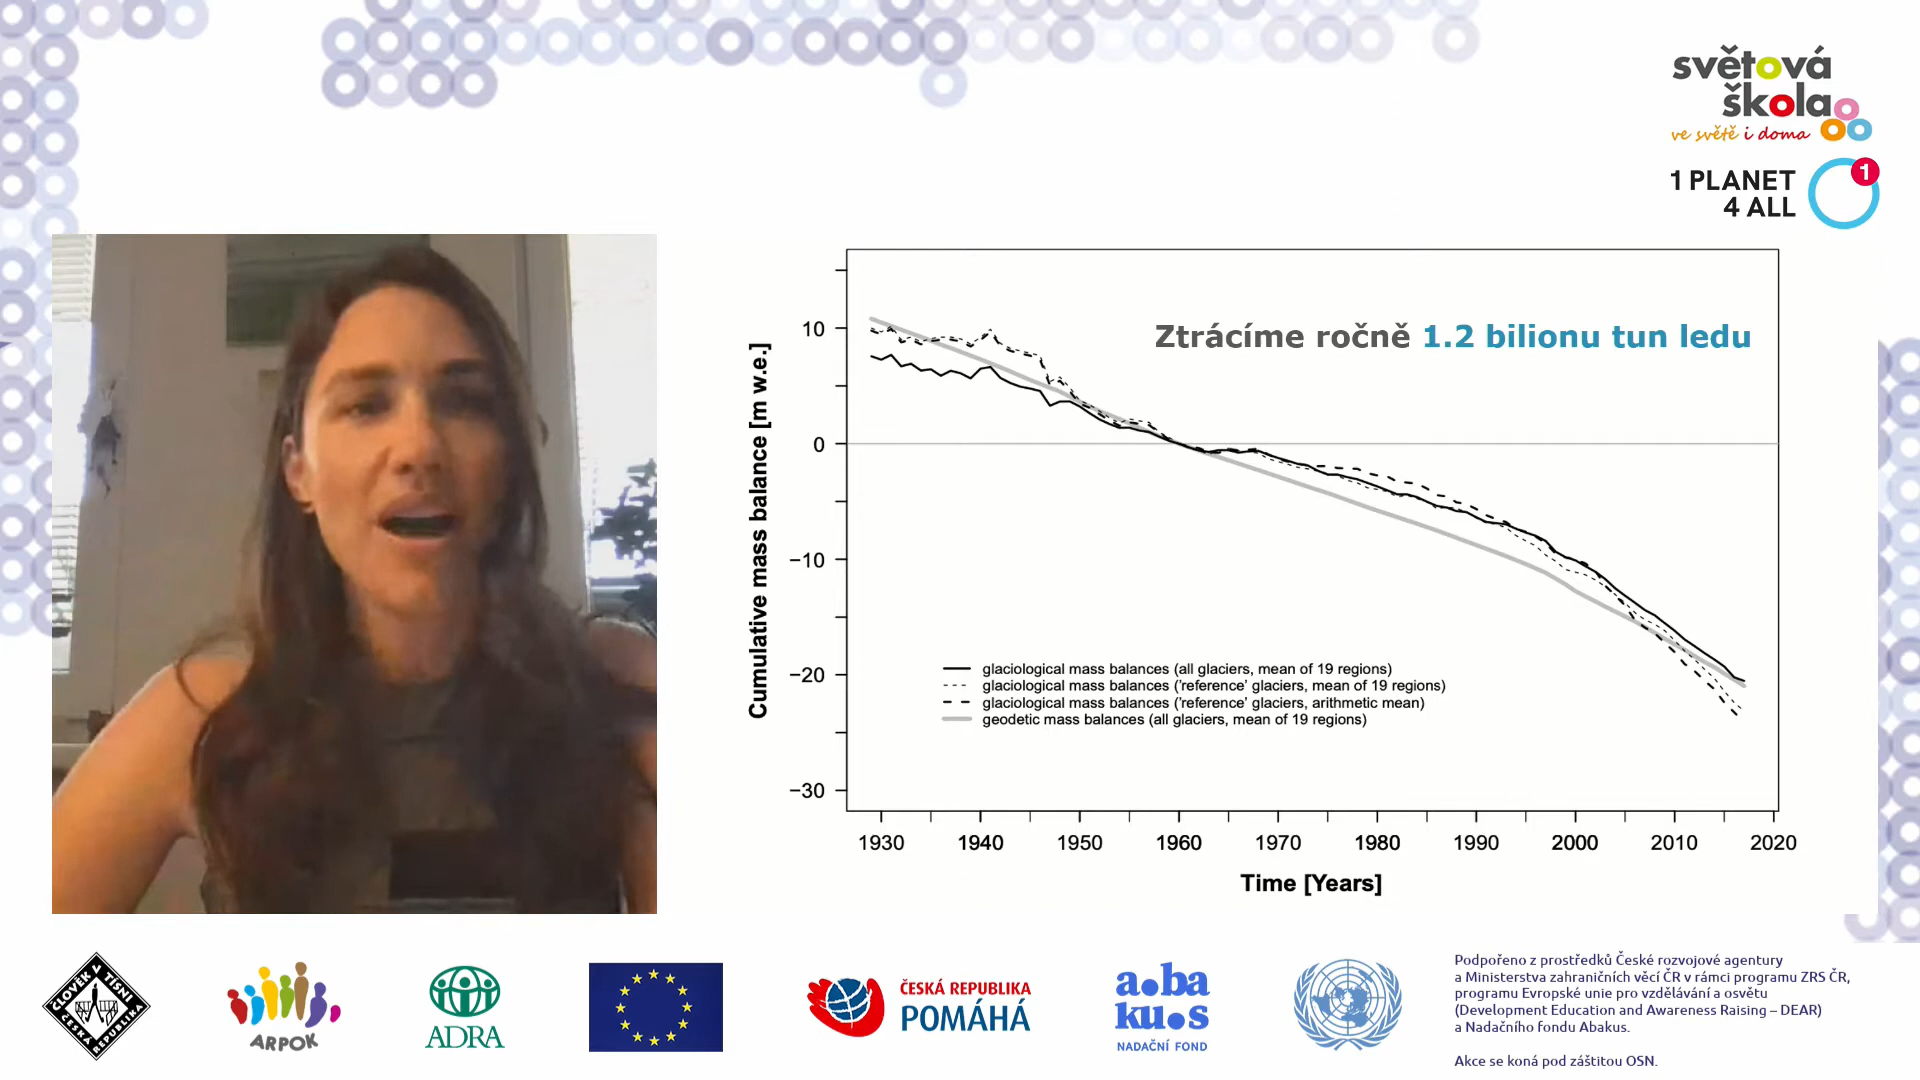 světová
škola
ve světě i doma
1 PLANET
4 ALL
1
Ztrácíme ročně 1.2 bilionu tun ledu
Cumulative mass balance [m w.e.]
10
0
−10
−20
−30
glaciological mass balances (all glaciers, mean of 19 regions)
glaciological mass balances ('reference' glaciers, mean of 19 regions)
glaciological mass balances ('reference' glaciers, arithmetic mean)
geodetic mass balances (all glaciers, mean of 19 regions)
1930 1940 1950 1960 1970 1980 1990 2000 2010 2020
Time [Years]
ČLOVĚK V TÍSNI
ČESKÁ REPUBLIKA
ARPOK
ADRA
ČESKÁ REPUBLIKA
POMÁHÁ
a.ba
ku.s
NADAČNÍ FOND
Podpořeno z prostředků České rozvojové agentury
a Ministerstva zahraničních věcí ČR v rámci programu ZRS ČR,
programu Evropské unie pro vzdělávání a osvětu
(Development Education and Awareness Raising – DEAR)
a Nadačního fondu Abakus.
Akce se koná pod záštitou OSN.